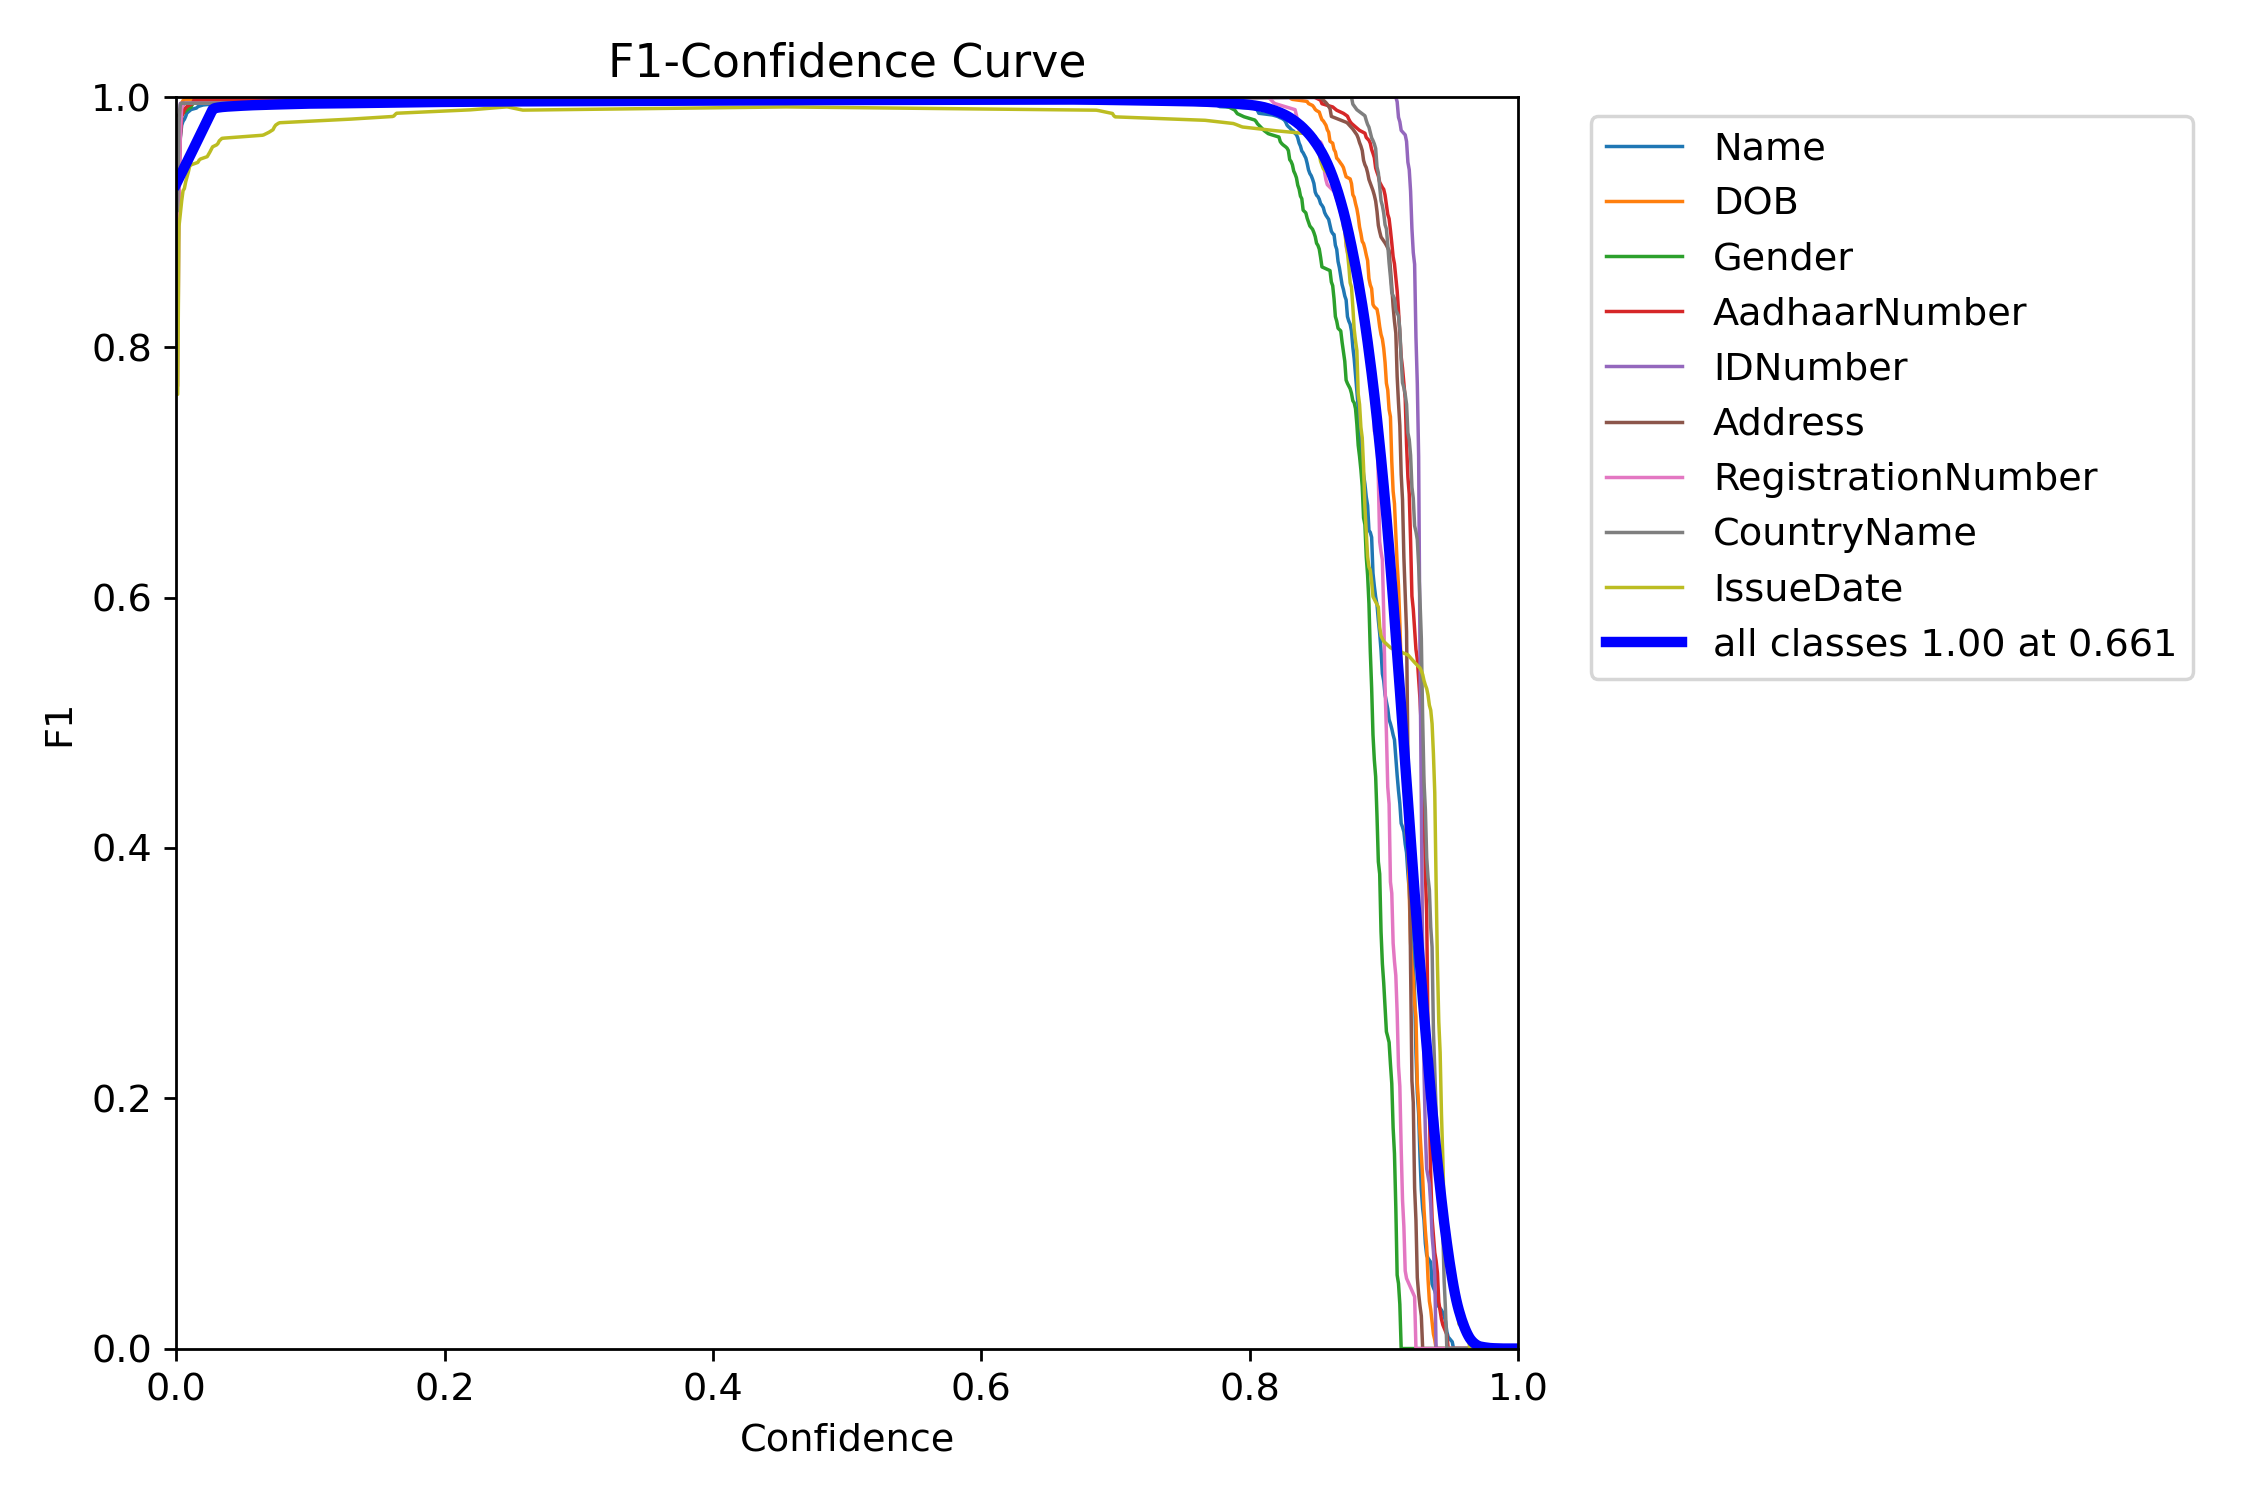 F1-Confidence Curve
1.0
0.8
0.6
0.4
0.2
0.0
F1
0.0 0.2 0.4 0.6 0.8 1.0
Confidence
Name
DOB
Gender
AadhaarNumber
IDNumber
Address
RegistrationNumber
CountryName
IssueDate
all classes 1.00 at 0.661